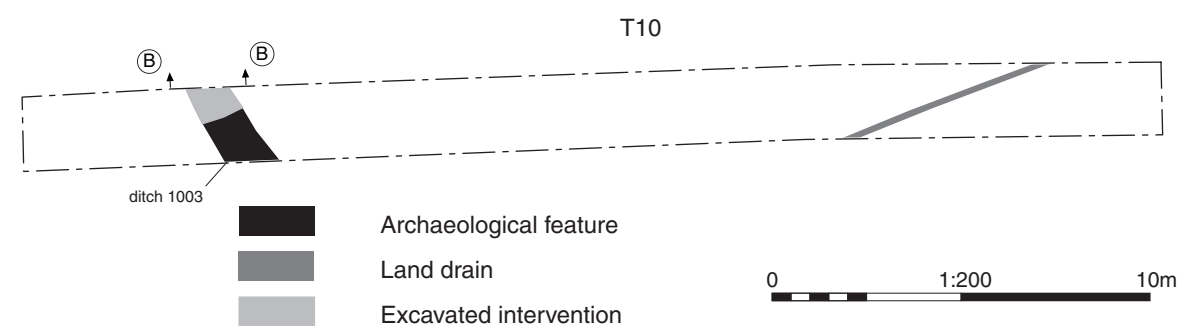 T10
B B
ditch 1003
Archaeological feature
Land drain
0 1:200 10m
Excavated intervention